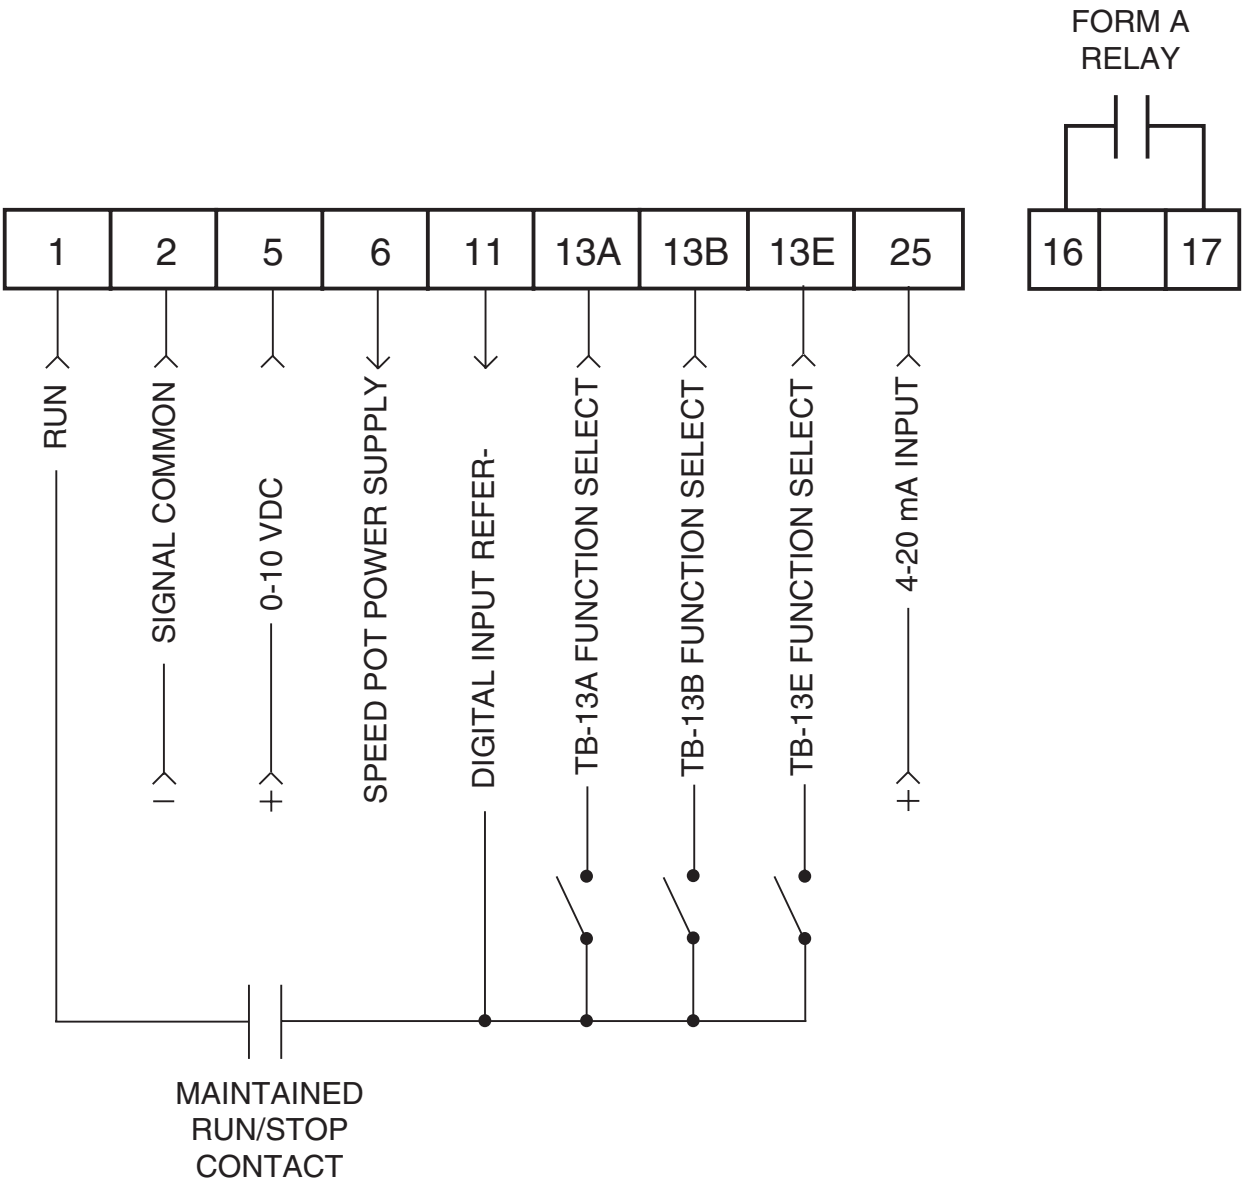 FORM A
RELAY
1
2
5
6
11
13A
13B
13E
25
16
17
RUN
SIGNAL COMMON
0-10 VDC
SPEED POT POWER SUPPLY
DIGITAL INPUT REFER-
TB-13A FUNCTION SELECT
TB-13B FUNCTION SELECT
TB-13E FUNCTION SELECT
4-20 mA INPUT
–
+
+
MAINTAINED
RUN/STOP
CONTACT